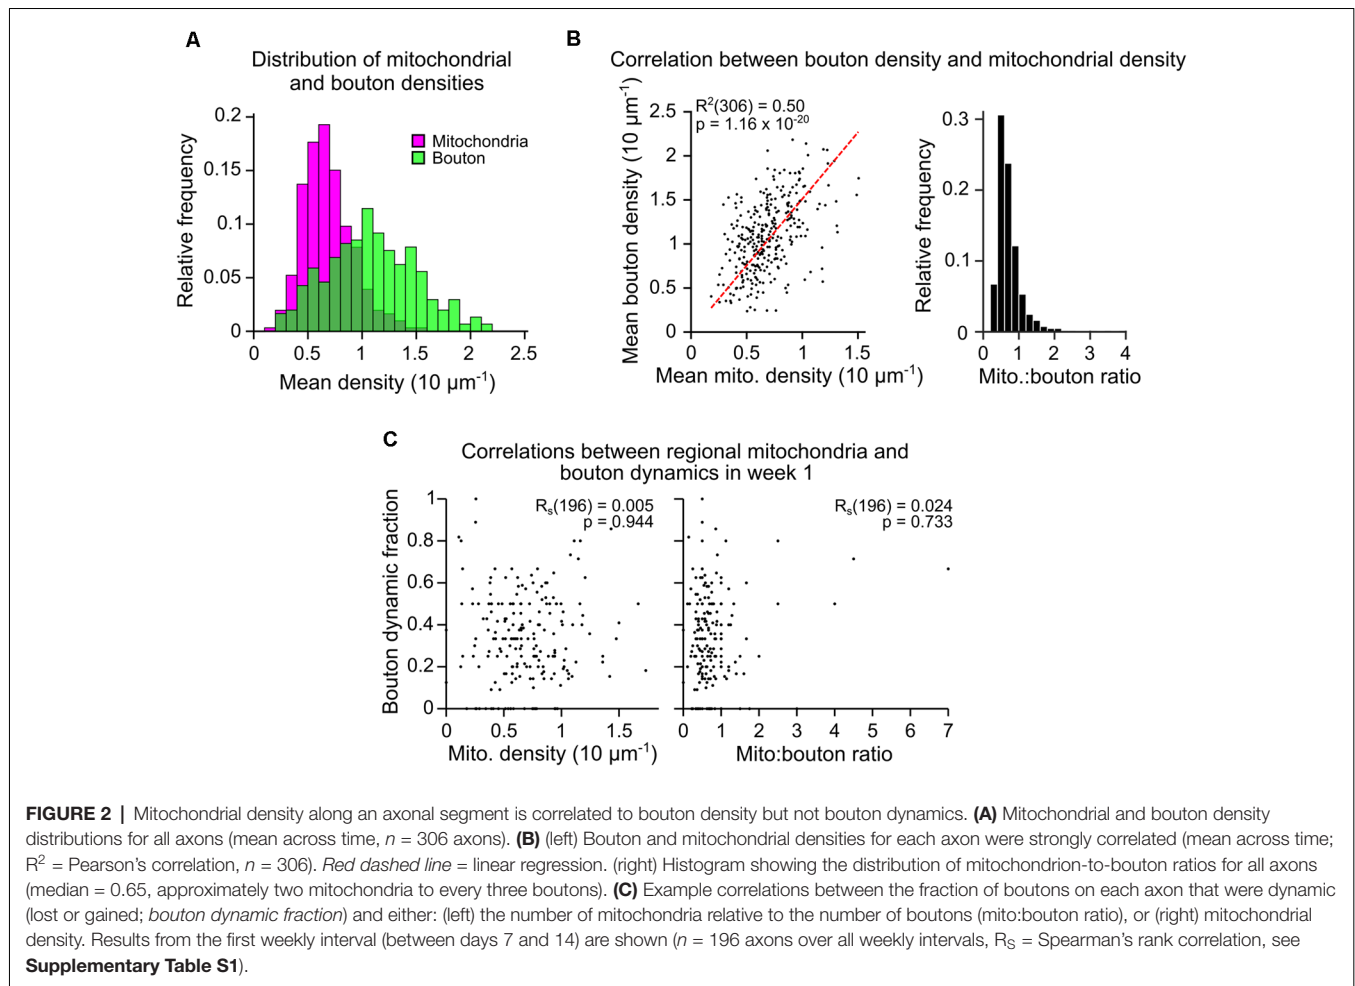 A
Distribution of mitochondrial
and bouton densities
Relative frequency
0.2
0.15
0.1
0.05
0
Mitochondria
Bouton
0 0.5 1 1.5 2 2.5
Mean density (10 µm-1)
B
Correlation between bouton density and mitochondrial density
Mean bouton density (10 µm-1)
2.5
2
1.5
1
0.5
0
R2(306) = 0.50
p = 1.16 x 10-20
0 0.5 1 1.5
Mean mito. density (10 µm-1)
Relative frequency
0.3
0.2
0.1
0
0 1 2 3 4
Mito.:bouton ratio
C
Correlations between regional mitochondria and
bouton dynamics in week 1
Bouton dynamic fraction
1
0.8
0.6
0.4
0.2
0
Rs(196) = 0.005
p = 0.944
0 0.5 1 1.5
Mito. density (10 µm-1)
Rs(196) = 0.024
p = 0.733
0 1 2 3 4 5 6 7
Mito:bouton ratio
FIGURE 2 | Mitochondrial density along an axonal segment is correlated to bouton density but not bouton dynamics. (A) Mitochondrial and bouton density
distributions for all axons (mean across time, n = 306 axons). (B) (left) Bouton and mitochondrial densities for each axon were strongly correlated (mean across time;
R2 = Pearson's correlation, n = 306). Red dashed line = linear regression. (right) Histogram showing the distribution of mitochondrion-to-bouton ratios for all axons
(median = 0.65, approximately two mitochondria to every three boutons). (C) Example correlations between the fraction of boutons on each axon that were dynamic
(lost or gained; bouton dynamic fraction) and either: (left) the number of mitochondria relative to the number of boutons (mito:bouton ratio), or (right) mitochondrial
density. Results from the first weekly interval (between days 7 and 14) are shown (n = 196 axons over all weekly intervals, RS = Spearman's rank correlation, see
Supplementary Table S1).